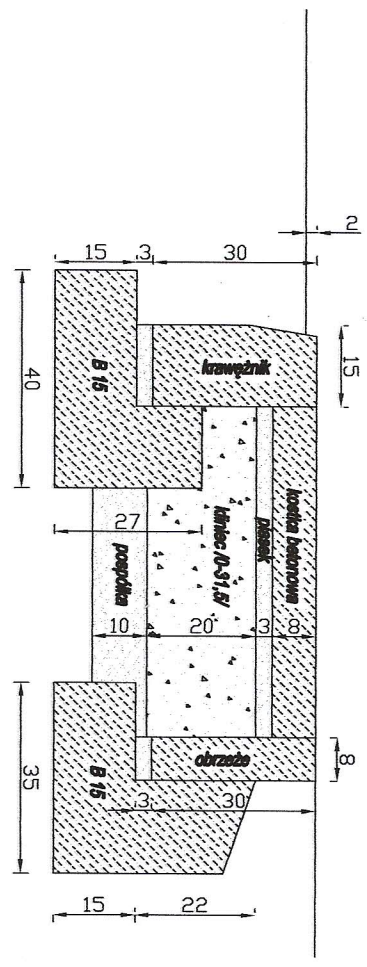 2
15 3 30
15
krawężnik
B 15
40
27
kostka betonowa
piasek
kliniec /0-31.5/
pospółka
10 20 3 8
obrzeże
8
B 15
35
3 30
15 22